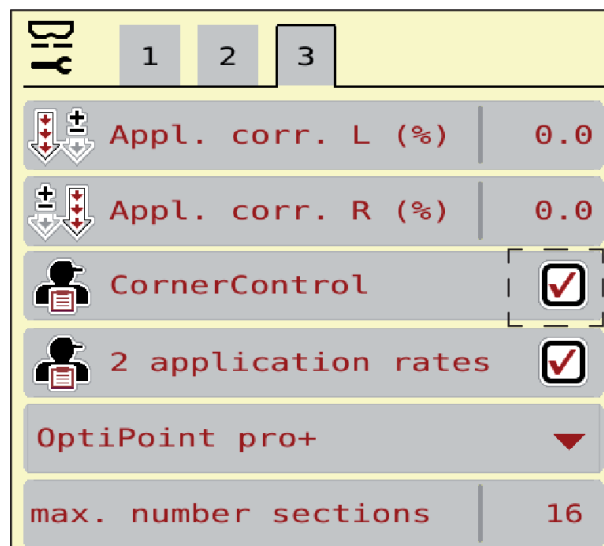 1 2 3
Appl. corr. L (%) 0.0
Appl. corr. R (%) 0.0
CornerControl
2 application rates
OptiPoint pro+
max. number sections 16